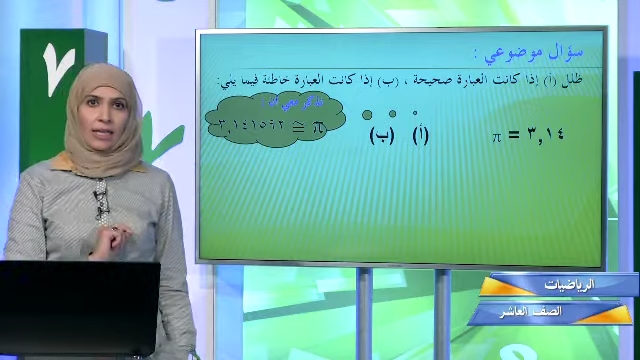 سؤال موضوعي :
ظلل (أ) إذا كانت العبارة صحيحة ، (ب) إذا كانت العبارة خاطئة فيما يلي:
π = ٣,١٤
(أ) (ب)
π ≅ ٣,١٤١٥٩٢
٧
الرياضيات
الصف العاشر